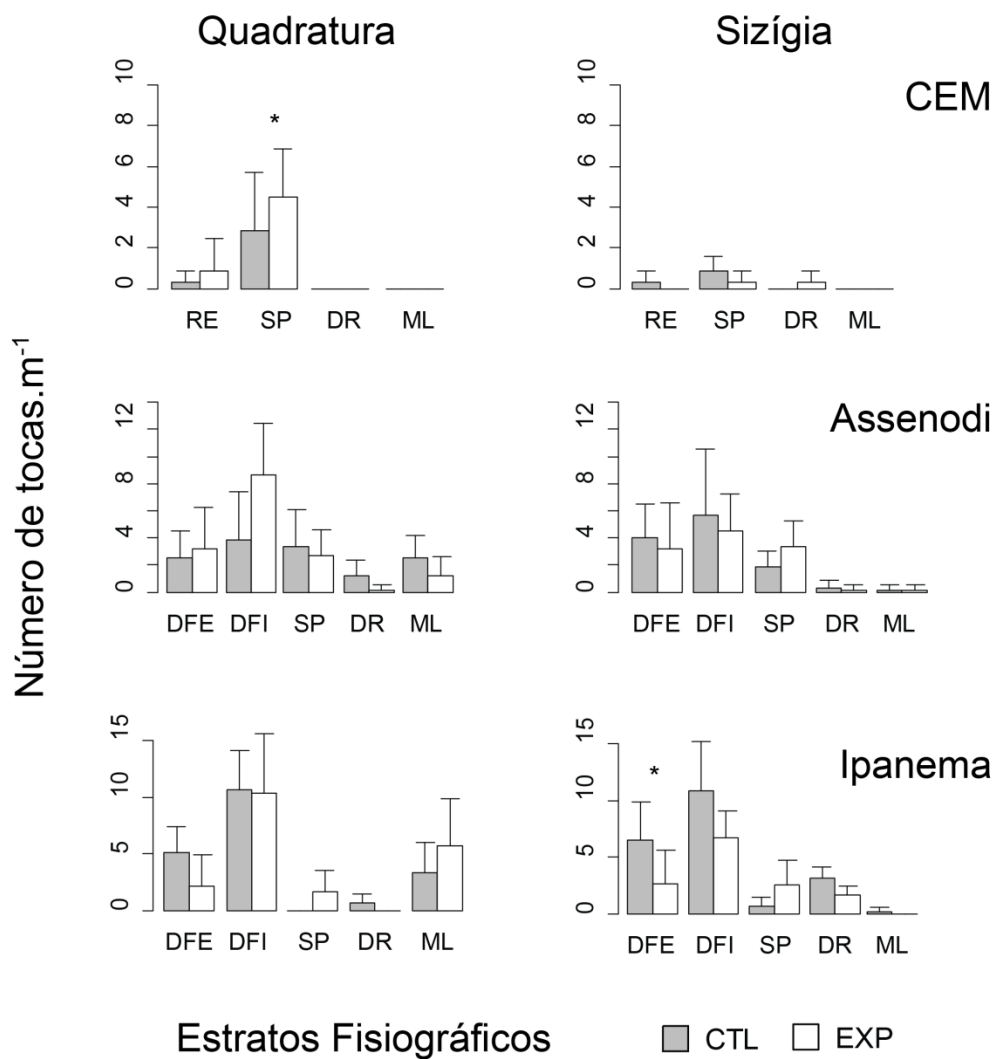 Quadratura
Sizígia
CEM
10
8
6
4
2
0
*
RE SP DR ML
10
8
6
4
2
0
RE SP DR ML
Número de tocas.m⁻¹
Assenodi
12
8
4
0
DFE DFI SP DR ML
12
8
4
0
DFE DFI SP DR ML
Ipanema
15
10
5
0
DFE DFI SP DR ML
15
10
5
0
*
DFE DFI SP DR ML
Estratos Fisiográficos
CTL
EXP